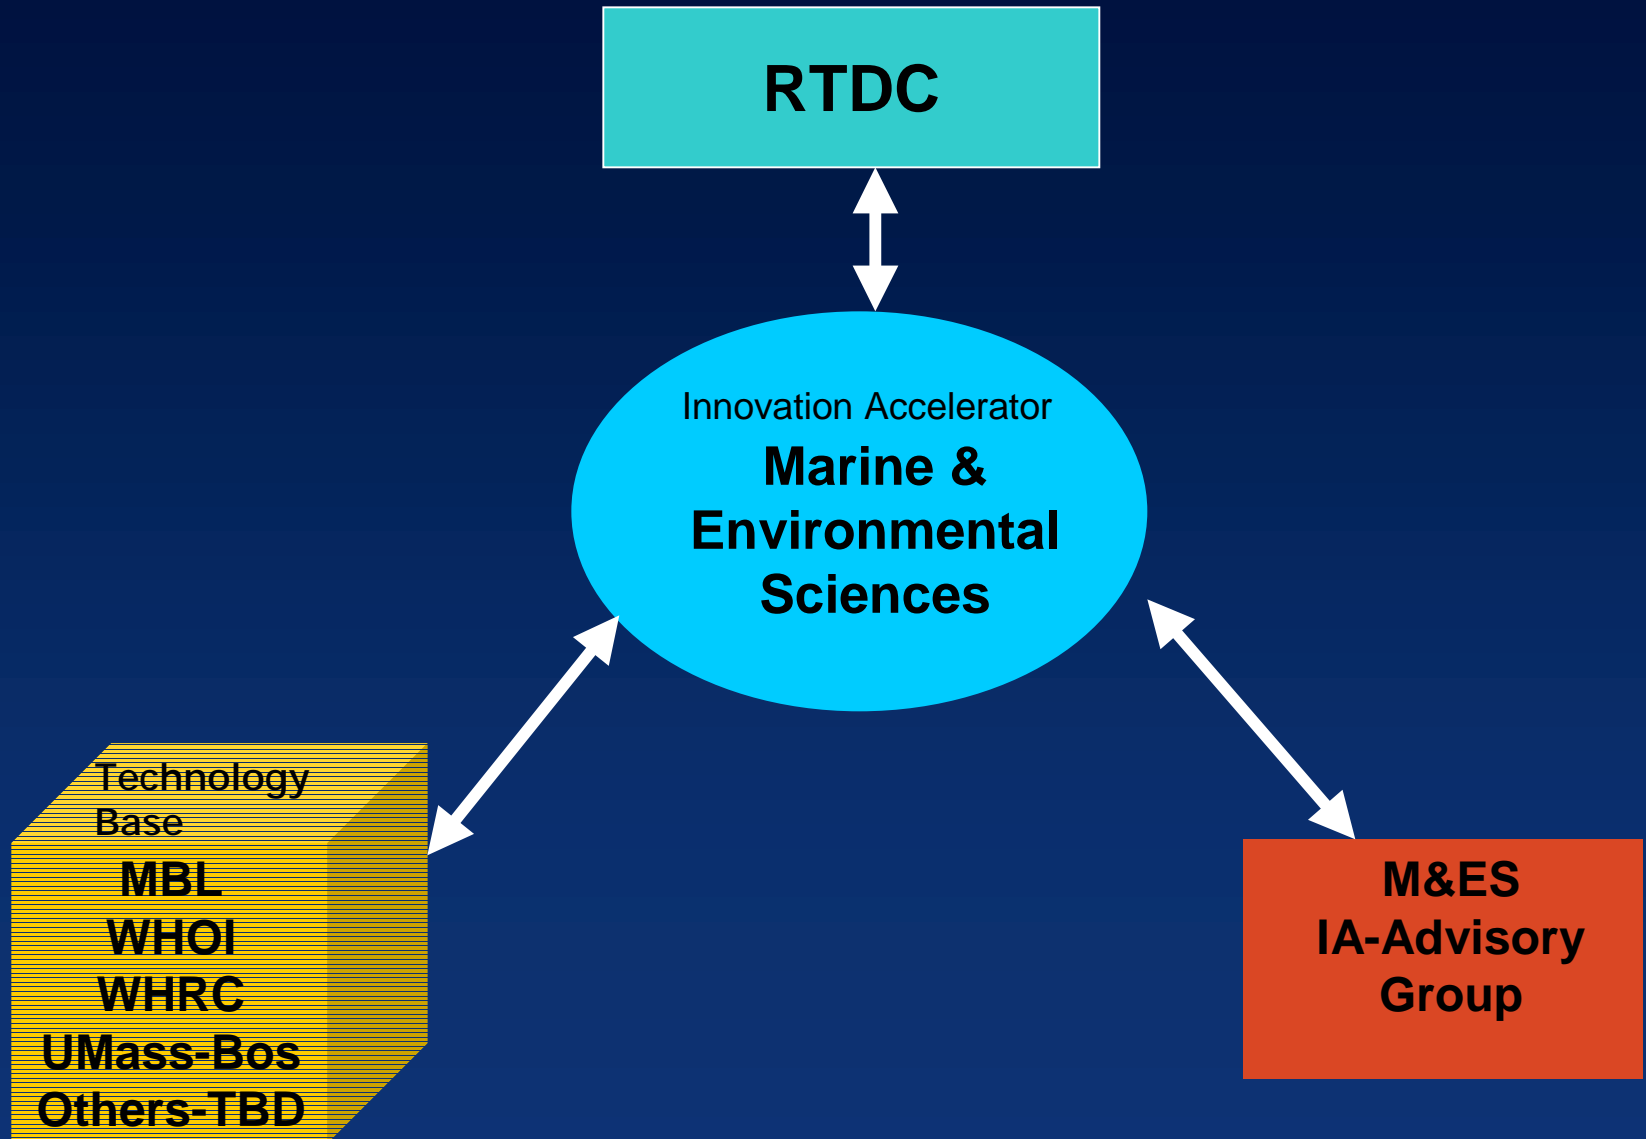 RTDC
Innovation Accelerator
Marine &
Environmental
Sciences
Technology
Base
MBL
WHOI
WHRC
UMass-Bos
Others-TBD
M&ES
IA-Advisory
Group